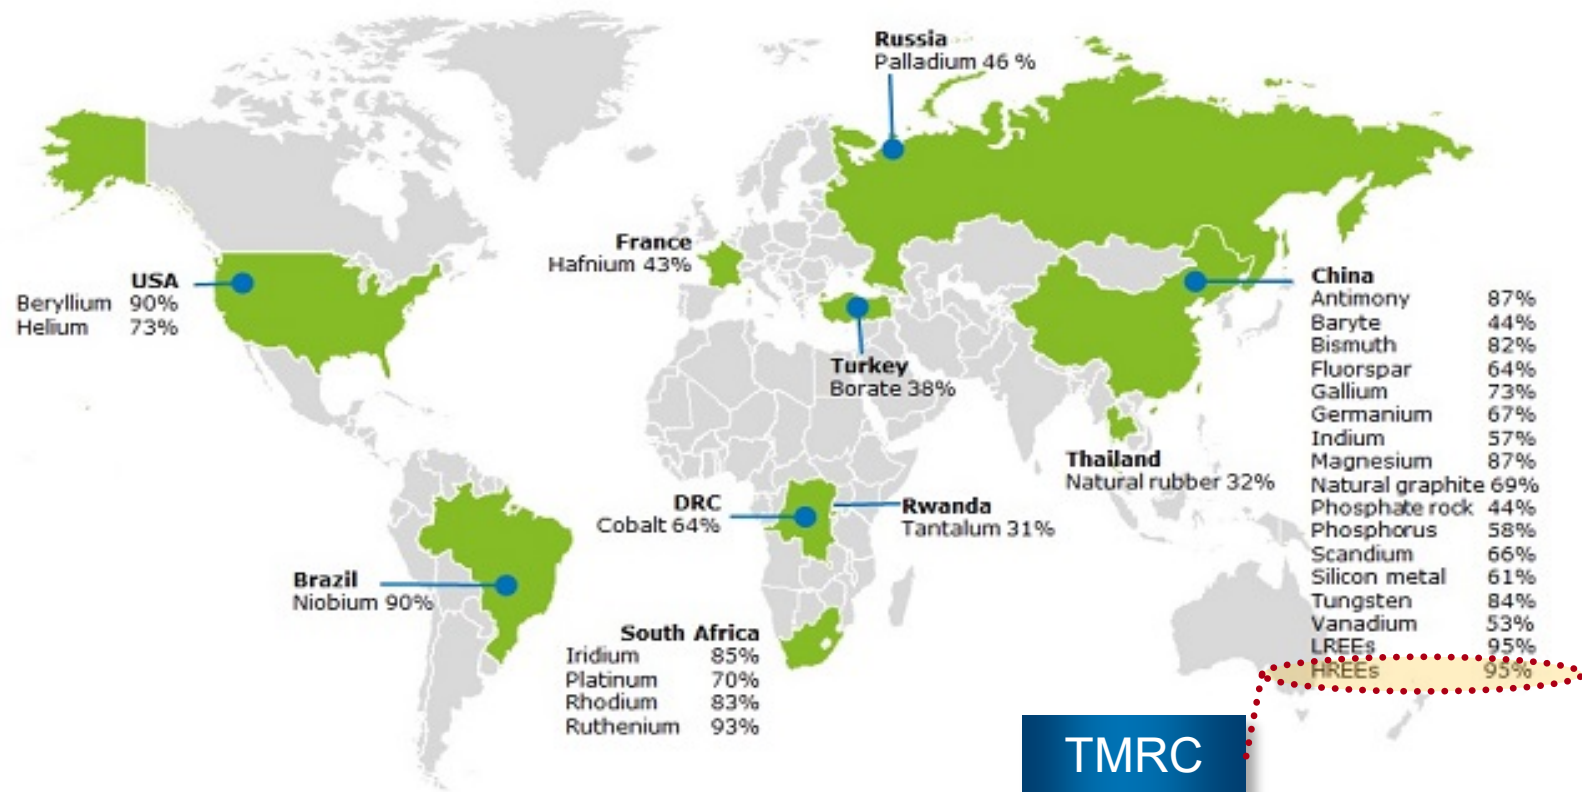 Russia
Palladium 46 %
France
Hafnium 43%
USA
Beryllium 90%
Helium 73%
China
Antimony 87%
Baryte 44%
Bismuth 82%
Fluorspar 64%
Gallium 73%
Germanium 67%
Indium 57%
Magnesium 87%
Natural graphite 69%
Phosphate rock 44%
Phosphorus 58%
Scandium 66%
Silicon metal 61%
Tungsten 84%
Vanadium 53%
LREEs 95%
HREEs 95%
Turkey
Borate 38%
Thailand
Natural rubber 32%
DRC
Cobalt 64%
Rwanda
Tantalum 31%
Brazil
Niobium 90%
South Africa
Iridium 85%
Platinum 70%
Rhodium 83%
Ruthenium 93%
TMRC